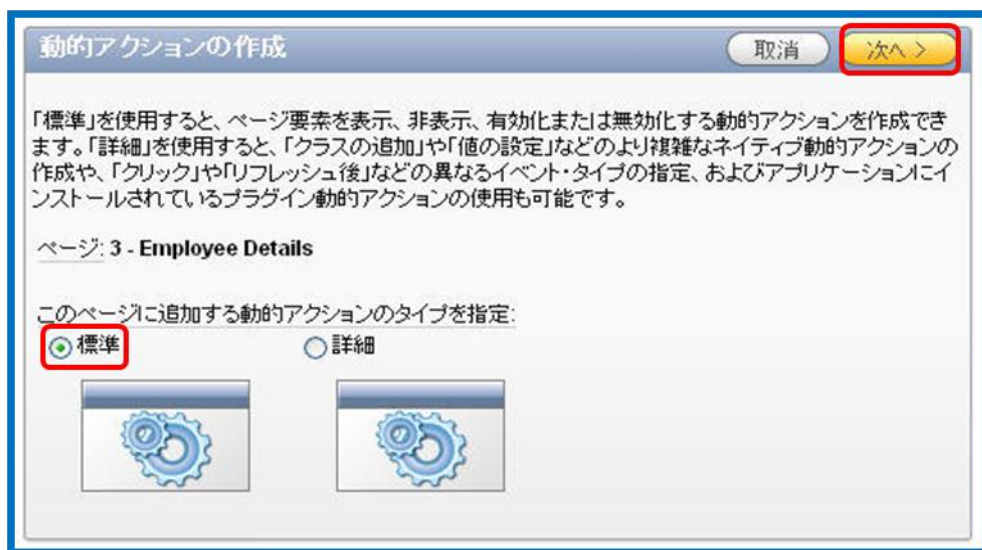 動的アクションの作成
取消
次へ >
「標準」を使用すると、ページ要素を表示、非表示、有効化または無効化する動的アクションを作成でき
ます。「詳細」を使用すると、「クラスの追加」や「値の設定」などのより複雑なネイティブ動的アクションの
作成や、「クリック」や「リフレッシュ後」などの異なるイベント・タイプの指定、およびアプリケーションにイ
ンストールされているプラグイン動的アクションの使用も可能です。
ページ: 3 - Employee Details
このページに追加する動的アクションのタイプを指定:
標準 詳細